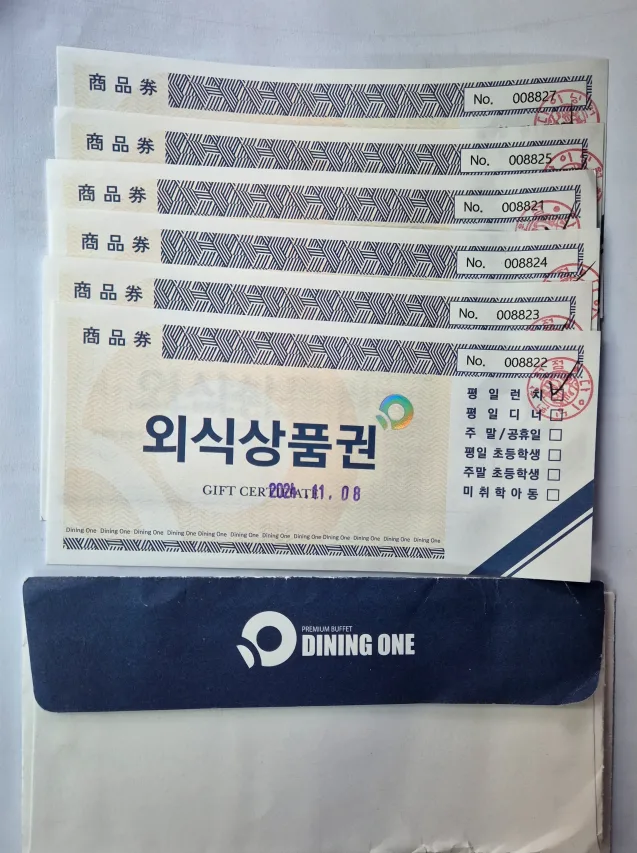 商品券
No. 008827
商品券
No. 008825
商品券
No. 008821
商品券
No. 008824
商品券
No. 008823
商品券
No. 008822
평일런치
평일디너
주말/공휴일
평일 초등학생
주말 초등학생
미취학아동
외식상품권
GIFT CERTIFICATE
2024. 11. 08
Dining One Dining One Dining One Dining One Dining One Dining One Dining One Dining One Dining One Dining One Dining One
PREMIUM BUFFET
DINING ONE